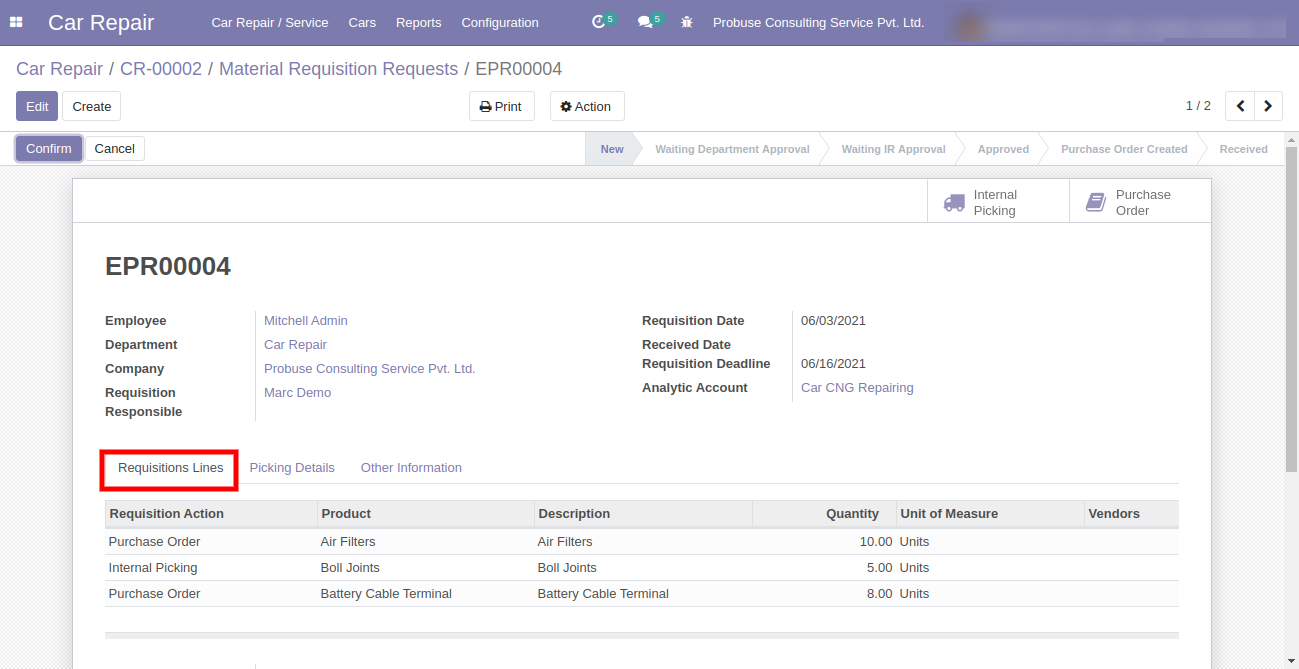 Car Repair Car Repair / Service Cars Reports Configuration 5 5 Probuse Consulting Service Pvt. Ltd.
Car Repair / CR-00002 / Material Requisition Requests / EPR00004
Edit Create Print Action 1 / 2
Confirm Cancel New Waiting Department Approval Waiting IR Approval Approved Purchase Order Created Received
Internal Picking
Purchase Order
EPR00004
Employee Mitchell Admin
Department Car Repair
Company Probuse Consulting Service Pvt. Ltd.
Requisition Responsible Marc Demo
Requisition Date 06/03/2021
Received Date
Requisition Deadline 06/16/2021
Analytic Account Car CNG Repairing
Requisitions Lines Picking Details Other Information
Requisition Action Product Description Quantity Unit of Measure Vendors
Purchase Order Air Filters Air Filters 10.00 Units
Internal Picking Boll Joints Boll Joints 5.00 Units
Purchase Order Battery Cable Terminal Battery Cable Terminal 8.00 Units